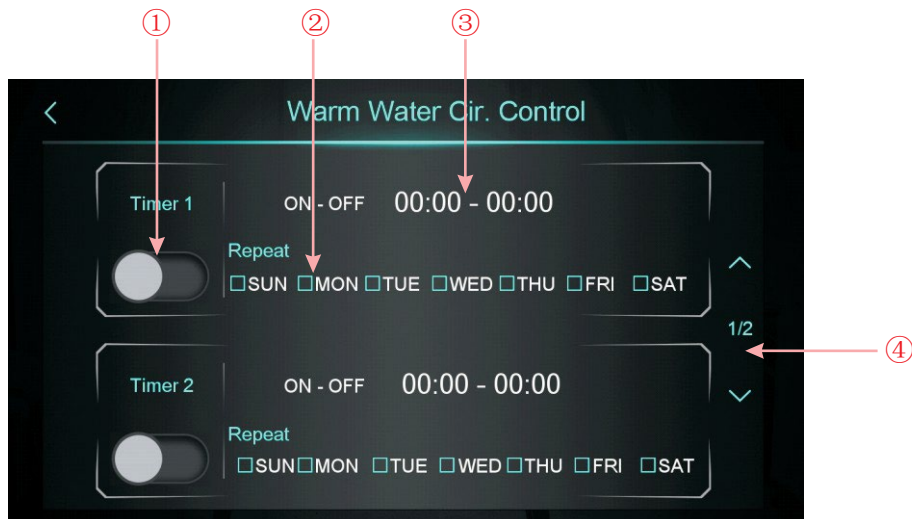 ① ② ③
Warm Water Cir. Control
Timer 1 ON - OFF 00:00 - 00:00
Repeat
SUN MON TUE WED THU FRI SAT
1/2
④
Timer 2 ON - OFF 00:00 - 00:00
Repeat
SUN MON TUE WED THU FRI SAT